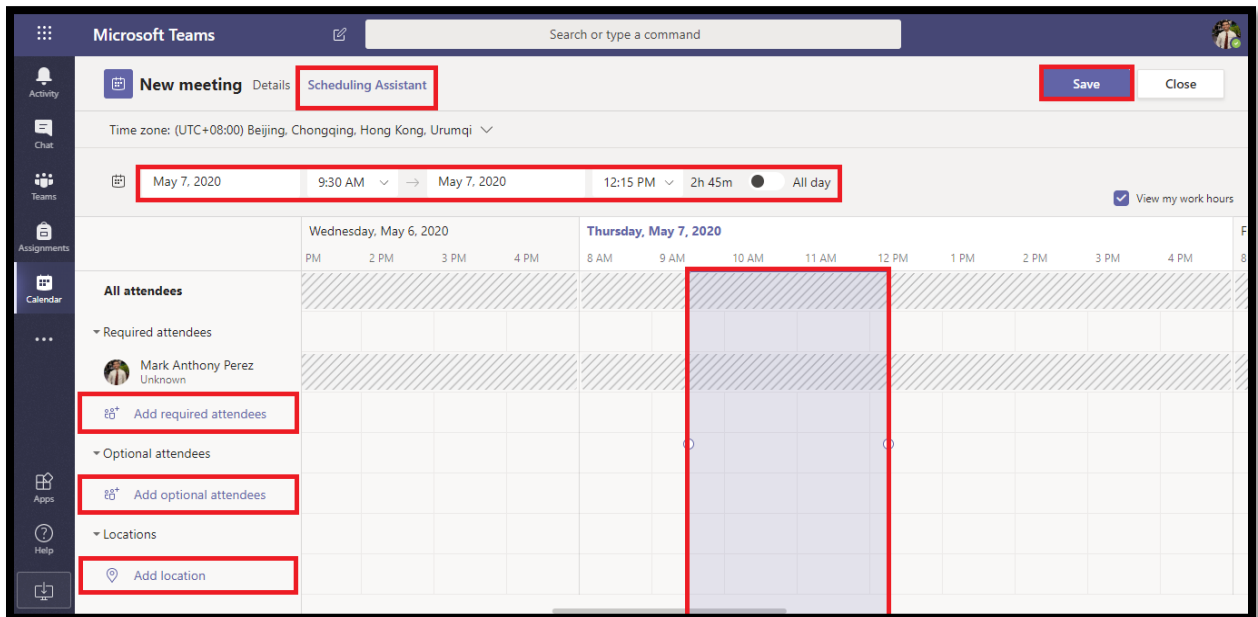 Microsoft Teams
Search or type a command
Activity
Chat
Teams
Assignments
Calendar
Apps
Help
New meeting Details Scheduling Assistant Save Close
Time zone: (UTC+08:00) Beijing, Chongqing, Hong Kong, Urumqi
May 7, 2020 9:30 AM → May 7, 2020 12:15 PM 2h 45m All day
View my work hours
Wednesday, May 6, 2020 Thursday, May 7, 2020 F
PM 2 PM 3 PM 4 PM 8 AM 9 AM 10 AM 11 AM 12 PM 1 PM 2 PM 3 PM 4 PM 8
All attendees
Required attendees
Mark Anthony Perez
Unknown
Add required attendees
Optional attendees
Add optional attendees
Locations
Add location